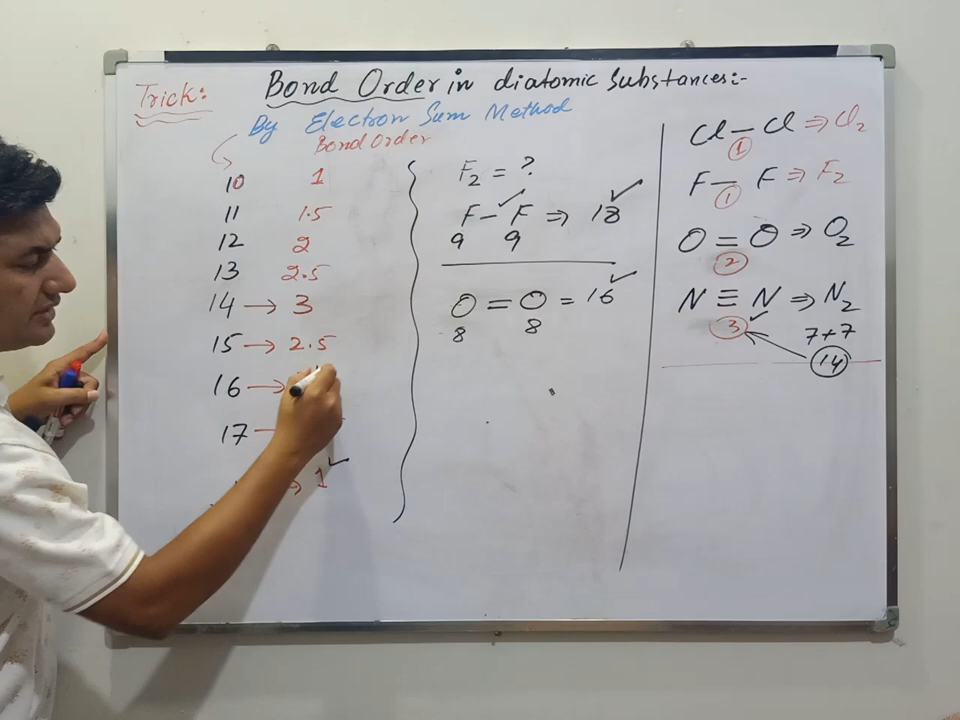 Trick: Bond Order in diatomic substances:-
By Electron Sum Method
Bond Order
10 1
11 1.5
12 2
13 2.5
14 → 3
15 → 2.5
16 →
17
→ 1 ✓
F₂ = ?
F – F ⇒ 18 ✓
9 9
O = O = 16 ✓
8 8
Cl – Cl ⇒ Cl₂
1
F – F ⇒ F₂
1
O = O ⇒ O₂
2
N ≡ N ⇒ N₂
3 ✓ 7+7
14